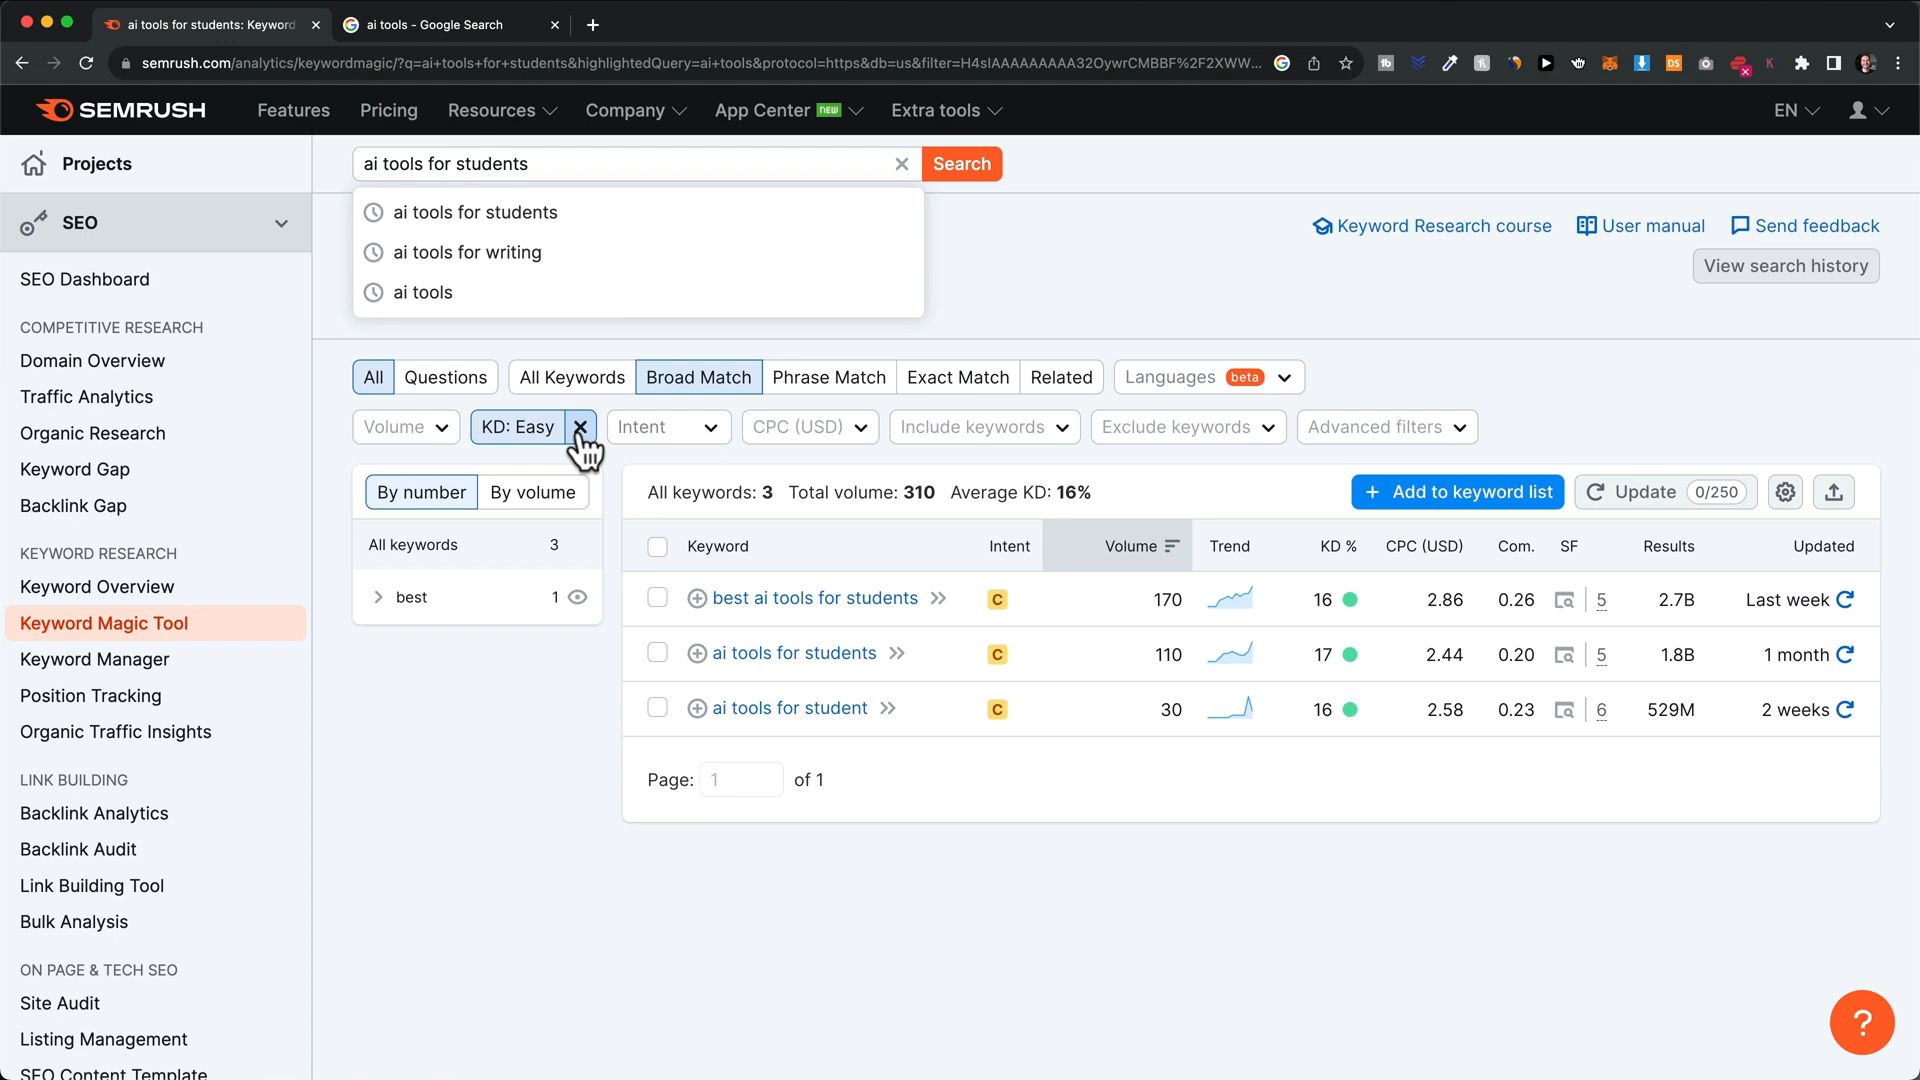 ai tools for students: Keyword
ai tools - Google Search
semrush.com/analytics/keywordmagic/?q=ai+tools+for+students&highlightedQuery=ai+tools&protocol=https&db=us&filter=H4sIAAAAAAAAA32OywrCMBBF%2F2XWW...
SEMRUSH
Features
Pricing
Resources
Company
App Center NEW
Extra tools
EN
Projects
ai tools for students
Search
SEO
ai tools for students
ai tools for writing
ai tools
Keyword Research course
User manual
Send feedback
View search history
SEO Dashboard
COMPETITIVE RESEARCH
Domain Overview
Traffic Analytics
Organic Research
Keyword Gap
Backlink Gap
KEYWORD RESEARCH
Keyword Overview
Keyword Magic Tool
Keyword Manager
Position Tracking
Organic Traffic Insights
LINK BUILDING
Backlink Analytics
Backlink Audit
Link Building Tool
Bulk Analysis
ON PAGE & TECH SEO
Site Audit
Listing Management
SEO Content Template
All Questions All Keywords Broad Match Phrase Match Exact Match Related Languages beta
Volume KD: Easy Intent CPC (USD) Include keywords Exclude keywords Advanced filters
By number By volume
All keywords 3
best 1
All keywords: 3 Total volume: 310 Average KD: 16%
+ Add to keyword list
Update 0/250
Keyword Intent Volume Trend KD % CPC (USD) Com. SF Results Updated
best ai tools for students C 170 16 2.86 0.26 5 2.7B Last week
ai tools for students C 110 17 2.44 0.20 5 1.8B 1 month
ai tools for student C 30 16 2.58 0.23 6 529M 2 weeks
Page: 1 of 1
?